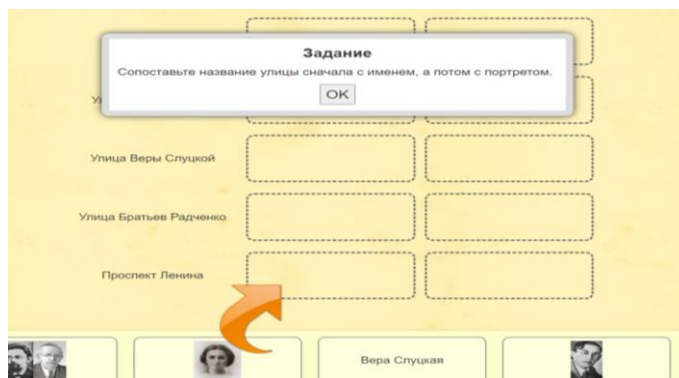 Задание
Сопоставьте название улицы сначала с именем, а потом с портретом.
OK
Улица Веры Слуцкой
Улица Братьев Радченко
Проспект Ленина
Вера Слуцкая